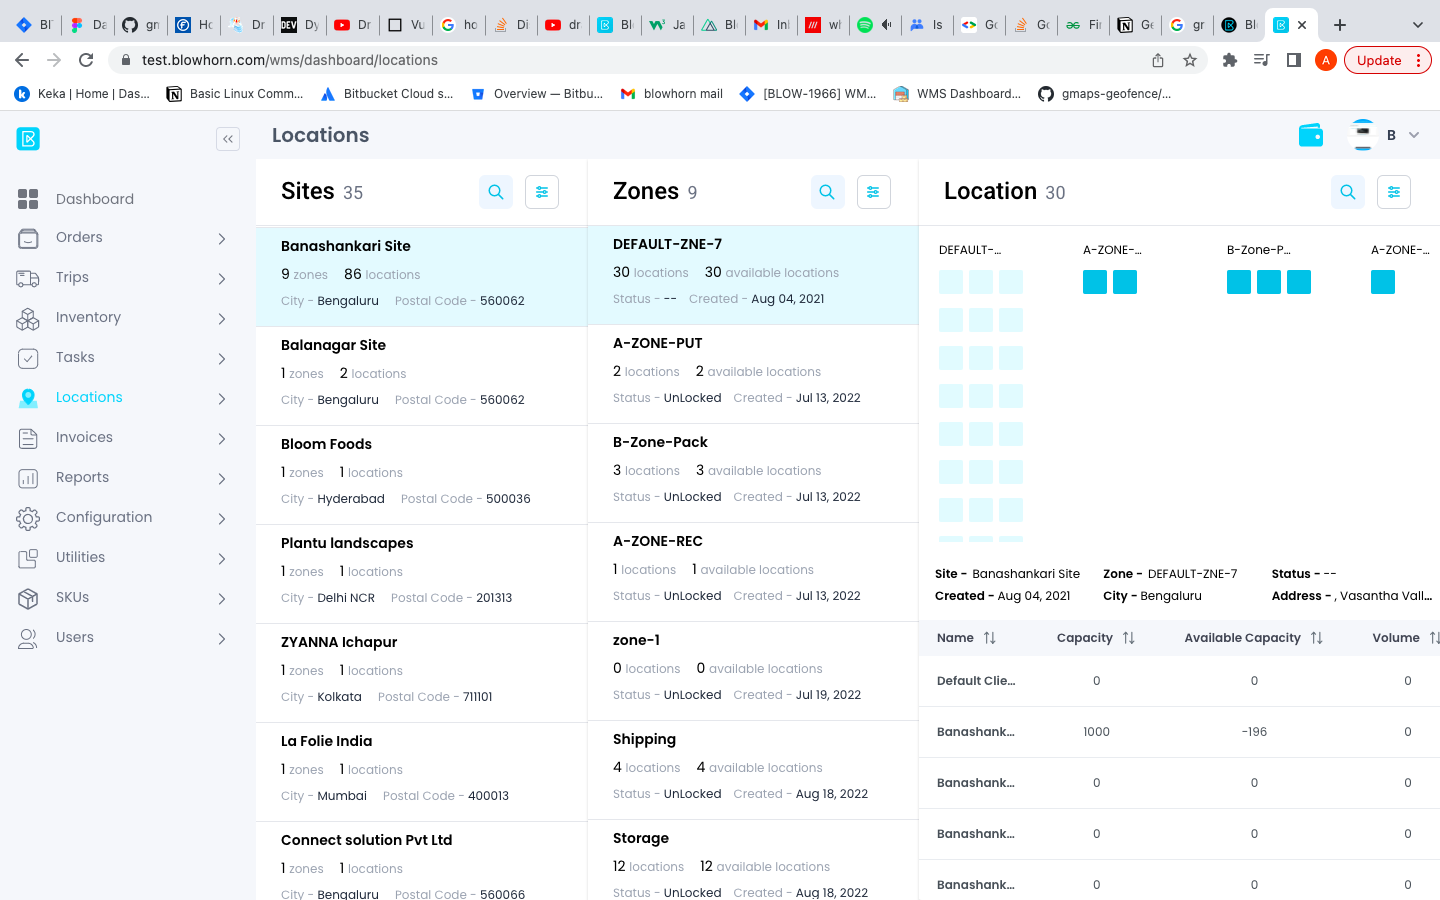 Bl
Da
gm
Ho
Dr
Dy
Dr
Vu
ho
Di
dr
Blo
Ja
Blo
Inl
wl
Is
Go
Go
Fir
Ge
gr
Blo
test.blowhorn.com/wms/dashboard/locations
A
Update
Keka | Home | Das...
Basic Linux Comm...
Bitbucket Cloud s...
Overview — Bitbu...
blowhorn mail
[BLOW-1966] WM...
WMS Dashboard...
gmaps-geofence/...
Locations
B
Dashboard
Orders
Trips
Inventory
Tasks
Locations
Invoices
Reports
Configuration
Utilities
SKUs
Users
Sites 35
Banashankari Site
9 zones 86 locations
City - Bengaluru Postal Code - 560062
Balanagar Site
1 zones 2 locations
City - Bengaluru Postal Code - 560062
Bloom Foods
1 zones 1 locations
City - Hyderabad Postal Code - 500036
Plantu landscapes
1 zones 1 locations
City - Delhi NCR Postal Code - 201313
ZYANNA Ichapur
1 zones 1 locations
City - Kolkata Postal Code - 711101
La Folie India
1 zones 1 locations
City - Mumbai Postal Code - 400013
Connect solution Pvt Ltd
1 zones 1 locations
City - Bengaluru Postal Code - 560066
Zones 9
DEFAULT-ZNE-7
30 locations 30 available locations
Status - -- Created - Aug 04, 2021
A-ZONE-PUT
2 locations 2 available locations
Status - UnLocked Created - Jul 13, 2022
B-Zone-Pack
3 locations 3 available locations
Status - UnLocked Created - Jul 13, 2022
A-ZONE-REC
1 locations 1 available locations
Status - UnLocked Created - Jul 13, 2022
zone-1
0 locations 0 available locations
Status - UnLocked Created - Jul 19, 2022
Shipping
4 locations 4 available locations
Status - UnLocked Created - Aug 18, 2022
Storage
12 locations 12 available locations
Status - UnLocked Created - Aug 18, 2022
Location 30
DEFAULT-... A-ZONE-... B-Zone-P... A-ZONE-...
Site - Banashankari Site Zone - DEFAULT-ZNE-7 Status - --
Created - Aug 04, 2021 City - Bengaluru Address - , Vasantha Vall...
Name Capacity Available Capacity Volume
Default Clie... 0 0 0
Banashank... 1000 -196 0
Banashank... 0 0 0
Banashank... 0 0 0
Banashank... 0 0 0